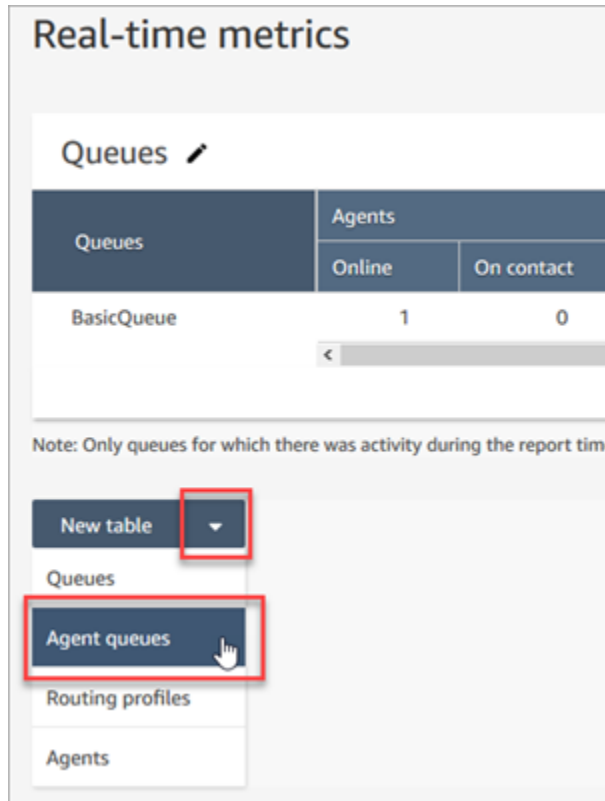 Real-time metrics
Queues
Queues
Agents
Online
On contact
BasicQueue
1
0
Note: Only queues for which there was activity during the report
New table
Queues
Agent queues
Routing profiles
Agents